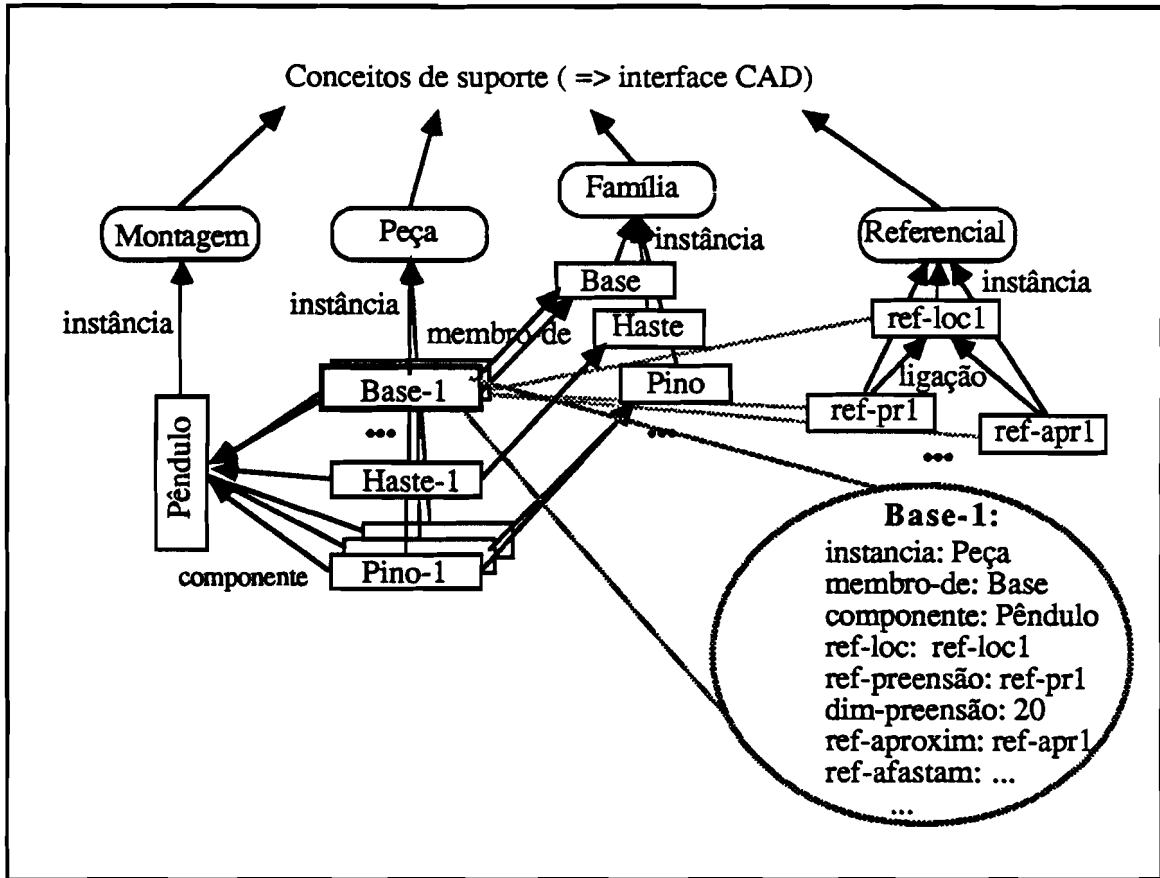 Conceitos de suporte ( => interface CAD)
Família
Montagem
Peça
Referencial
instância
instância
instância
instância
Base
membro-de
ref-loc1
Haste
ligação
Pino
Base-1
ref-pr1
ref-apr1
...
...
...
Pêndulo
Haste-1
componente
Pino-1
Base-1:
instancia: Peça
membro-de: Base
componente: Pêndulo
ref-loc: ref-loc1
ref-preensão: ref-pr1
dim-preensão: 20
ref-aproxim: ref-apr1
ref-afastam: ...
...